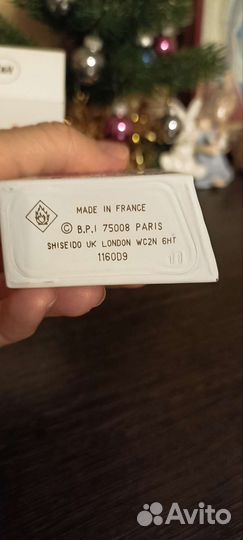 MADE IN FRANCE
© B.P.I 75008 PARIS
SHISEIDO UK LONDON WC2N 6HT
1160D9
Avito